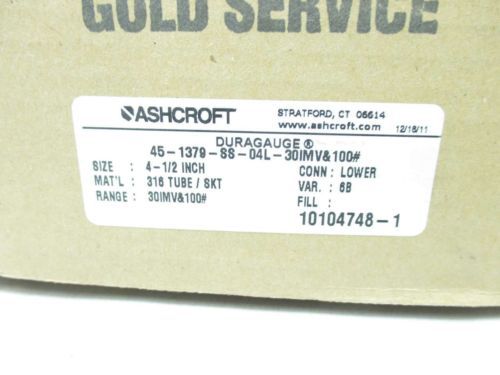 GOLD SERVICE
ASHCROFT
STRATFORD, CT 06614
www.ashcroft.com 12/16/11
DURAGAUGE®
45-1379-SS-04L-30IMV&100#
SIZE : 4-1/2 INCH CONN : LOWER
MAT'L : 316 TUBE / SKT VAR. : 6B
RANGE : 30IMV&100# FILL :
10104748-1